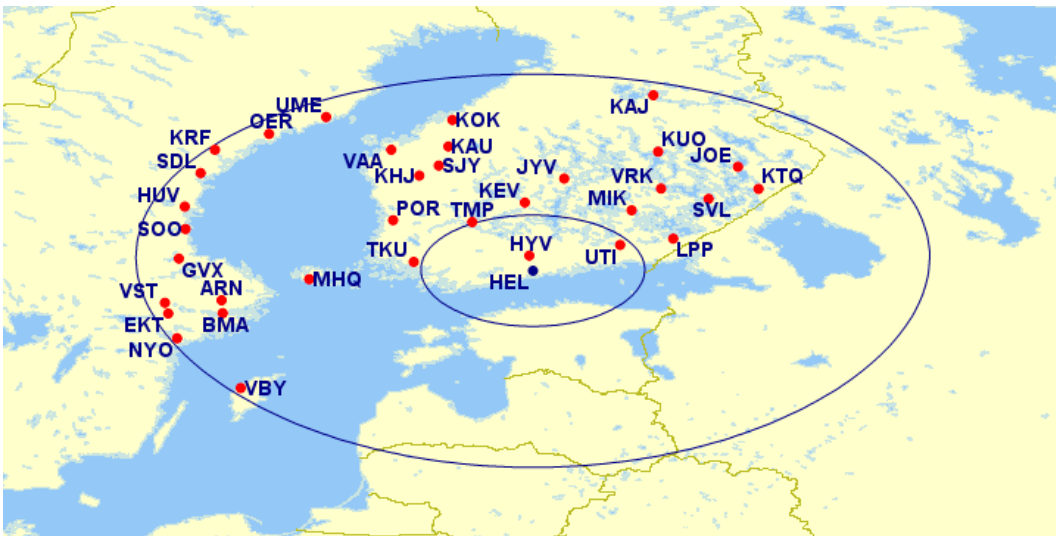 UME
KAJ
OER
KOK
KRF
KAU
KUO
VAA
JOE
SDL
SJY
JYV
KHJ
VRK
KTQ
HUV
KEV
MIK
SVL
POR
TMP
SOO
HYV
TKU
UTI
LPP
GVX
HEL
MHQ
VST
ARN
EKT
BMA
NYO
VBY